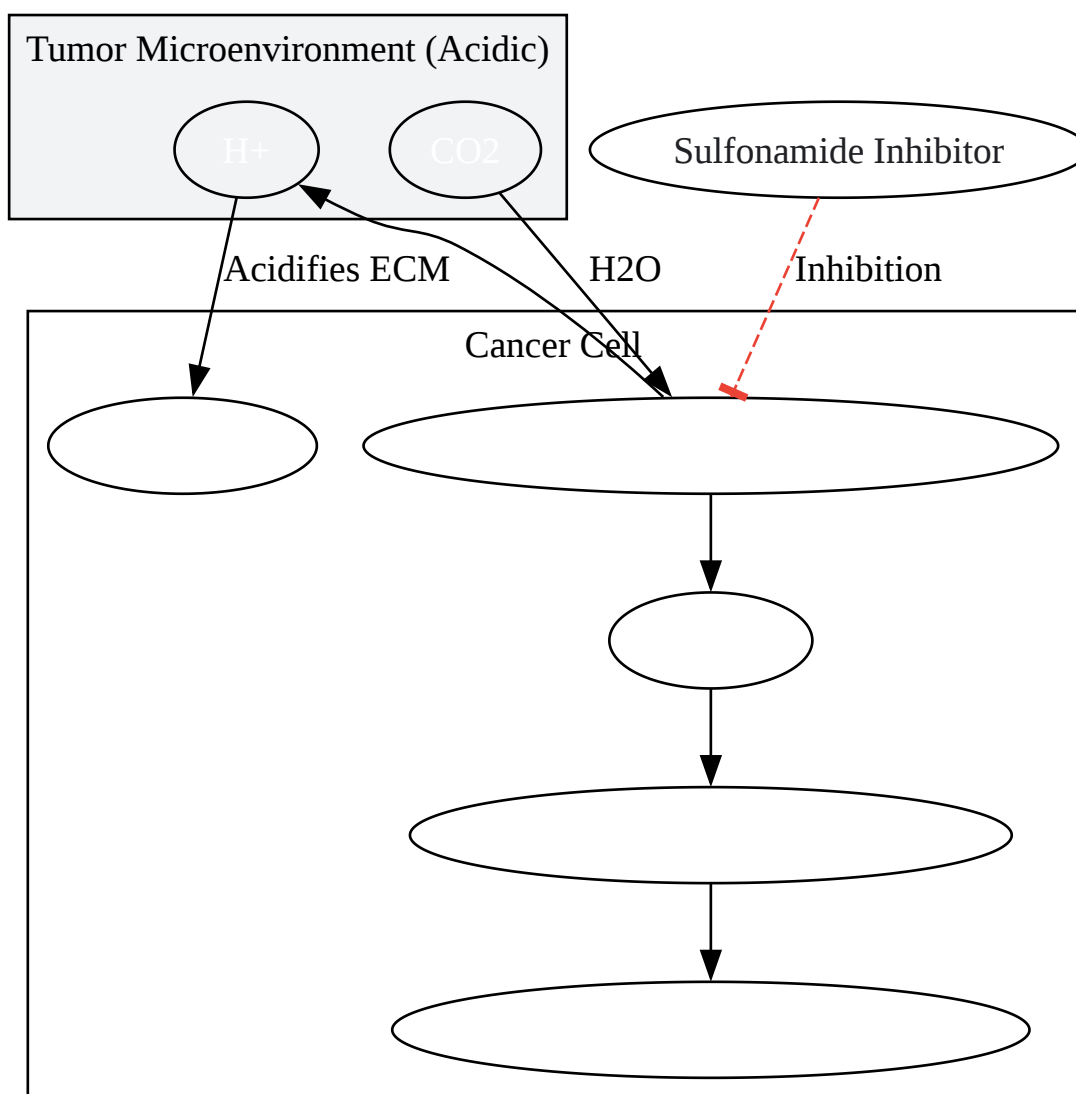 Tumor Microenvironment (Acidic)
H+
CO2
Sulfonamide Inhibitor
Acidifies ECM
H2O
Inhibition
Cancer Cell